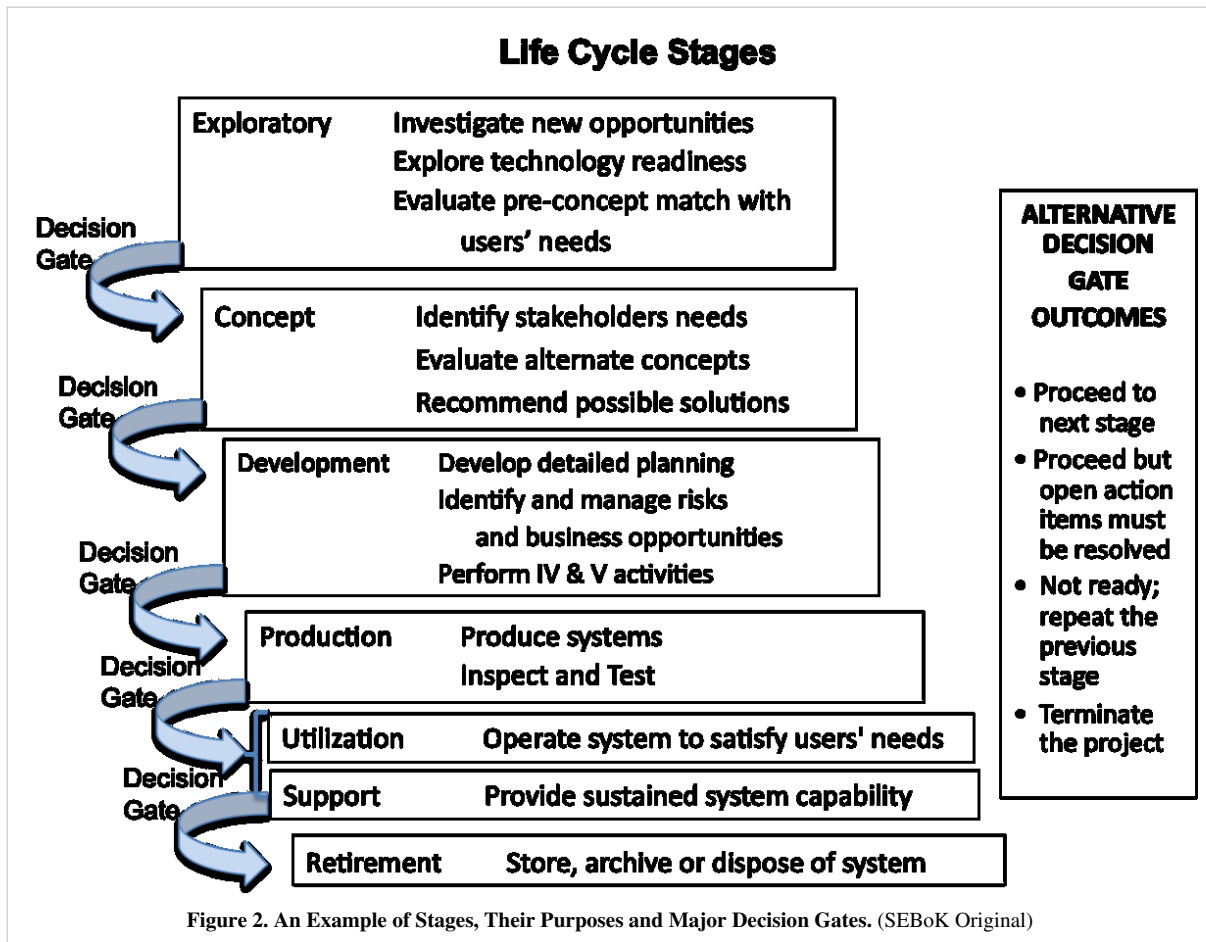 Life Cycle Stages
Exploratory Investigate new opportunities
Explore technology readiness
Evaluate pre-concept match with
users’ needs
Decision
Gate
Concept Identify stakeholders needs
Evaluate alternate concepts
Recommend possible solutions
Decision
Gate
Development Develop detailed planning
Identify and manage risks
and business opportunities
Perform IV & V activities
Decision
Gate
Production Produce systems
Inspect and Test
Decision
Gate
Utilization Operate system to satisfy users' needs
Decision
Gate
Support Provide sustained system capability
Retirement Store, archive or dispose of system
ALTERNATIVE
DECISION
GATE
OUTCOMES
• Proceed to
next stage
• Proceed but
open action
items must
be resolved
• Not ready;
repeat the
previous
stage
• Terminate
the project
Figure 2. An Example of Stages, Their Purposes and Major Decision Gates. (SEBoK Original)